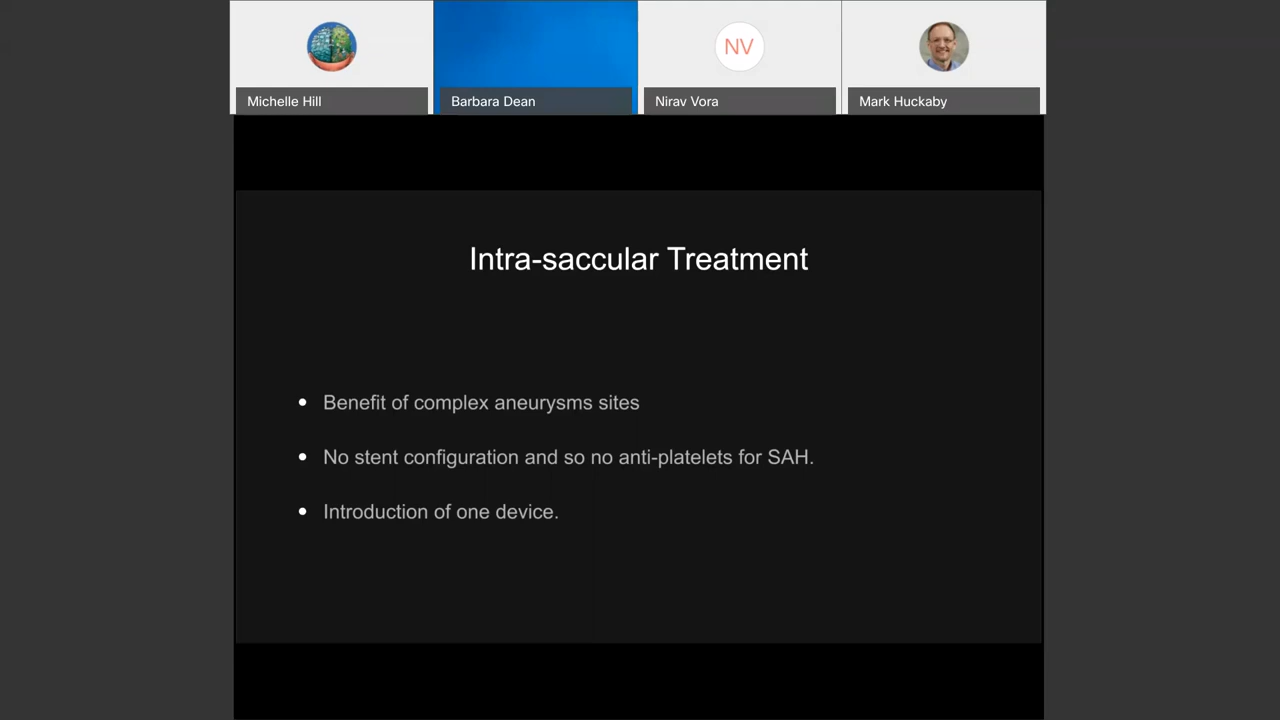 Michelle Hill
Barbara Dean
NV
Nirav Vora
Mark Huckaby
Intra-saccular Treatment
• Benefit of complex aneurysms sites
• No stent configuration and so no anti-platelets for SAH.
• Introduction of one device.